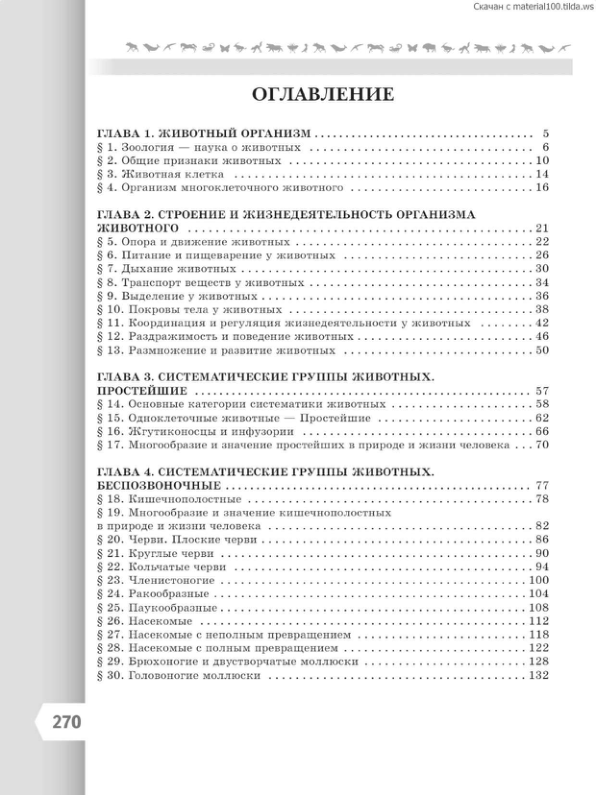 Скачан с material100.tilda.ws
ОГЛАВЛЕНИЕ
ГЛАВА 1. ЖИВОТНЫЙ ОРГАНИЗМ . . . . . . . . . . 5
§ 1. Зоология — наука о животных . . . . . . . . . . 6
§ 2. Общие признаки животных . . . . . . . . . . 10
§ 3. Животная клетка . . . . . . . . . . 14
§ 4. Организм многоклеточного животного . . . . . . . . . . 16
ГЛАВА 2. СТРОЕНИЕ И ЖИЗНЕДЕЯТЕЛЬНОСТЬ ОРГАНИЗМА
ЖИВОТНОГО . . . . . . . . . . 21
§ 5. Опора и движение животных . . . . . . . . . . 22
§ 6. Питание и пищеварение у животных . . . . . . . . . . 26
§ 7. Дыхание животных . . . . . . . . . . 30
§ 8. Транспорт веществ у животных . . . . . . . . . . 34
§ 9. Выделение у животных . . . . . . . . . . 36
§ 10. Покровы тела у животных . . . . . . . . . . 38
§ 11. Координация и регуляция жизнедеятельности у животных . . . . . . . 42
§ 12. Раздражимость и поведение животных . . . . . . . . . . 46
§ 13. Размножение и развитие животных . . . . . . . . . . 50
ГЛАВА 3. СИСТЕМАТИЧЕСКИЕ ГРУППЫ ЖИВОТНЫХ.
ПРОСТЕЙШИЕ . . . . . . . . . . 57
§ 14. Основные категории систематики животных . . . . . . . . . . 58
§ 15. Одноклеточные животные — Простейшие . . . . . . . . . . 62
§ 16. Жгутиконосцы и инфузории . . . . . . . . . . 66
§ 17. Многообразие и значение простейших в природе и жизни человека . . . 70
ГЛАВА 4. СИСТЕМАТИЧЕСКИЕ ГРУППЫ ЖИВОТНЫХ.
БЕСПОЗВОНОЧНЫЕ . . . . . . . . . . 77
§ 18. Кишечнополостные . . . . . . . . . . 78
§ 19. Многообразие и значение кишечнополостных
в природе и жизни человека . . . . . . . . . . 82
§ 20. Черви. Плоские черви . . . . . . . . . . 86
§ 21. Круглые черви . . . . . . . . . . 90
§ 22. Кольчатые черви . . . . . . . . . . 94
§ 23. Членистоногие . . . . . . . . . . 100
§ 24. Ракообразные . . . . . . . . . . 104
§ 25. Паукообразные . . . . . . . . . . 108
§ 26. Насекомые . . . . . . . . . . 112
§ 27. Насекомые с неполным превращением . . . . . . . . . . 118
§ 28. Насекомые с полным превращением . . . . . . . . . . 122
§ 29. Брюхоногие и двустворчатые моллюски . . . . . . . . . . 128
§ 30. Головоногие моллюски . . . . . . . . . . 132
270